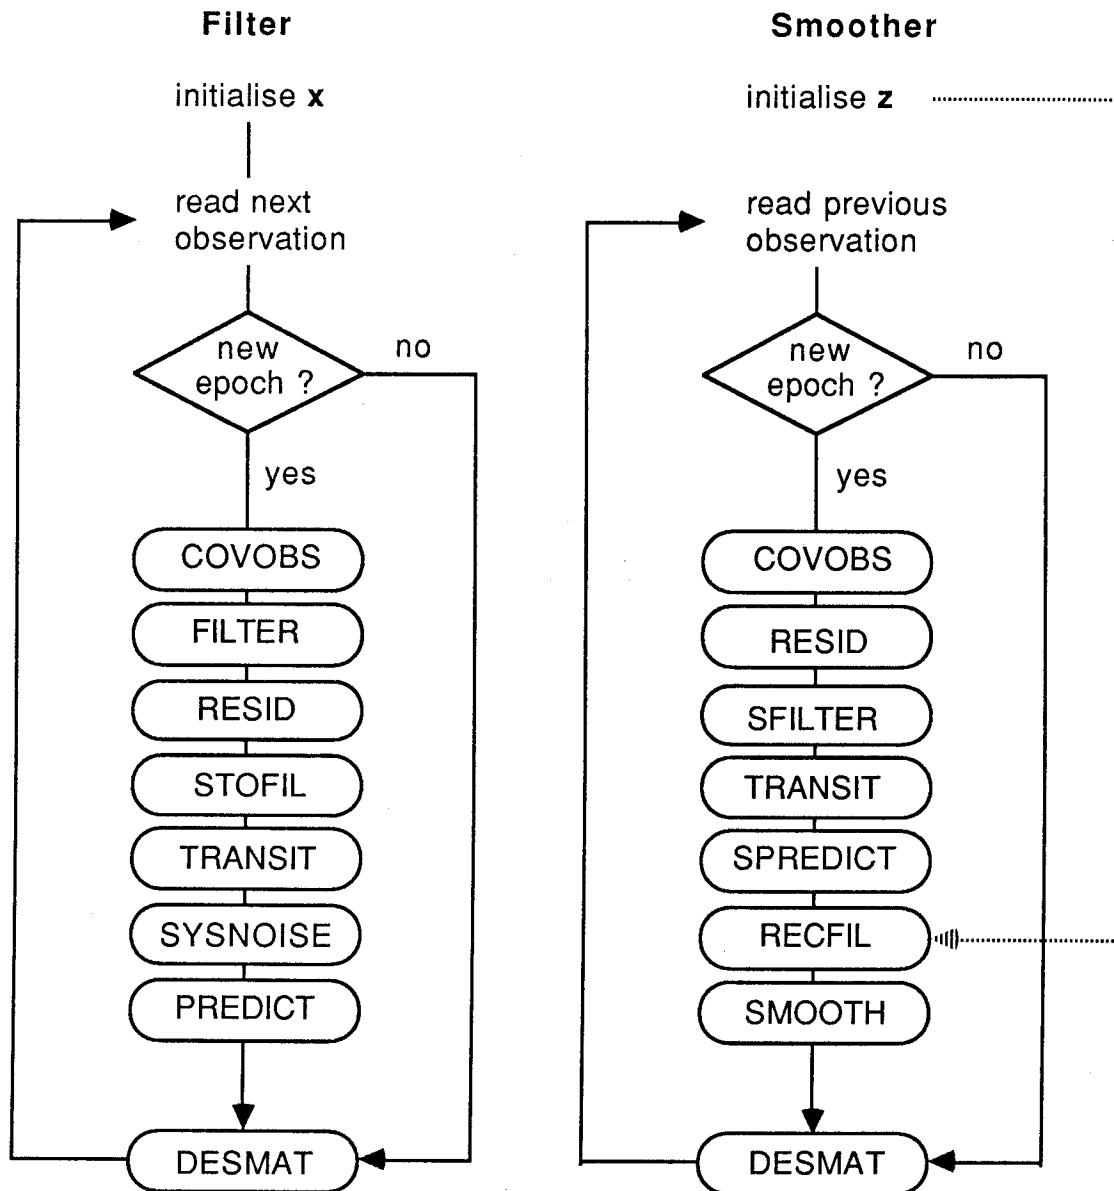 Filter
initialise x
read next
observation
new
epoch ?
no
yes
COVOBS
FILTER
RESID
STOFIL
TRANSIT
SYSNOISE
PREDICT
DESMAT
Smoother
initialise z
read previous
observation
new
epoch ?
no
yes
COVOBS
RESID
SFILTER
TRANSIT
SPREDICT
RECFIL
SMOOTH
DESMAT